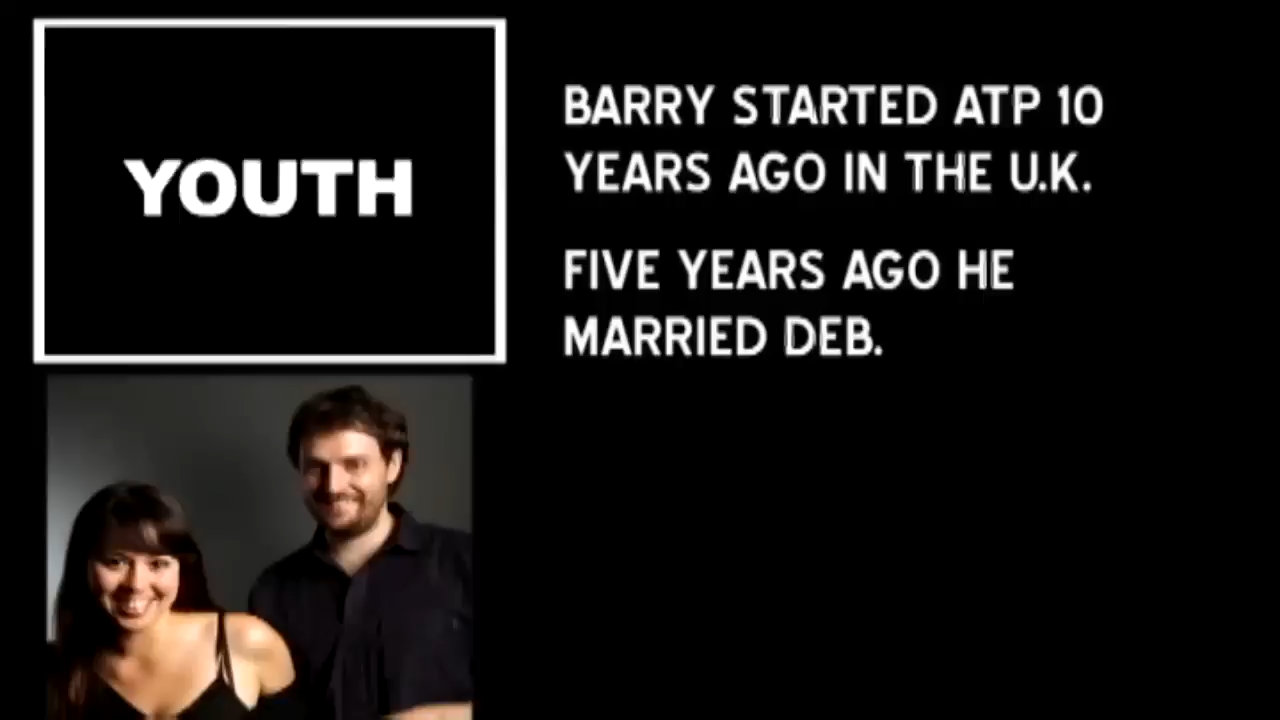 YOUTH
BARRY STARTED ATP 10
YEARS AGO IN THE U.K.
FIVE YEARS AGO HE
MARRIED DEB.